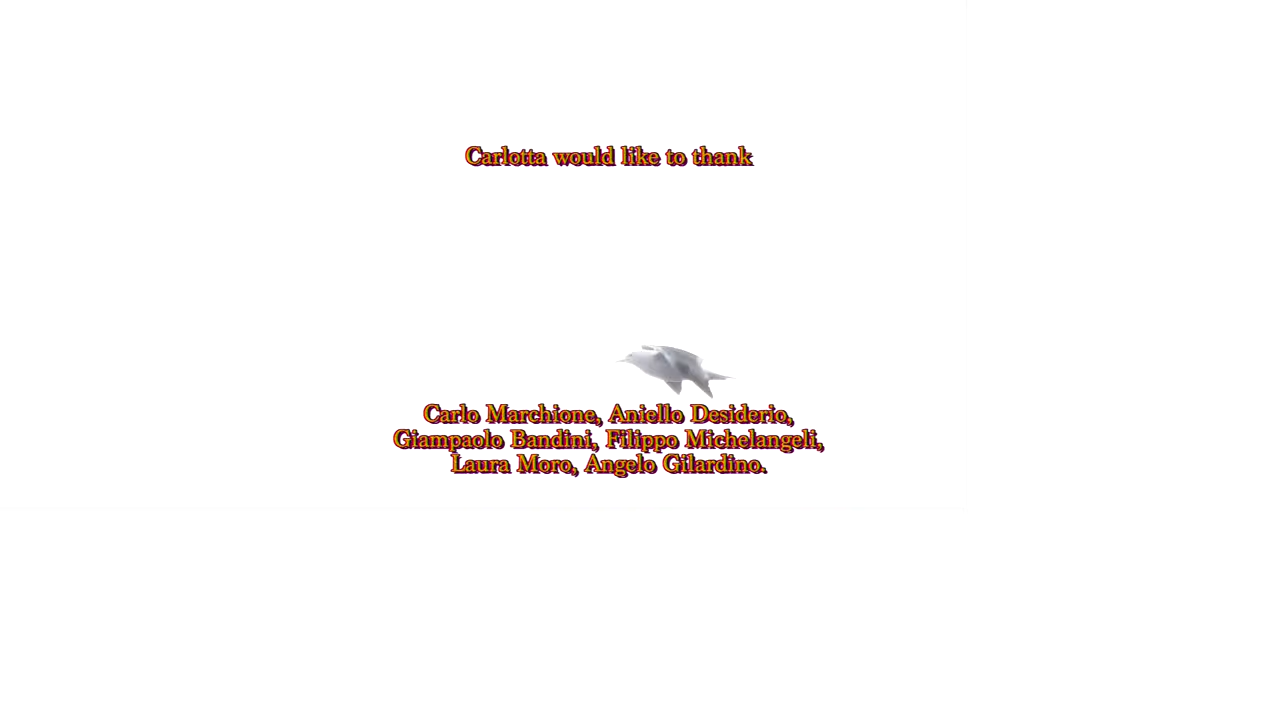 Carlotta would like to thank
Carlo Marchione, Aniello Desiderio,
Giampaolo Bandini, Filippo Michelangeli,
Laura Moro, Angelo Gilardino.